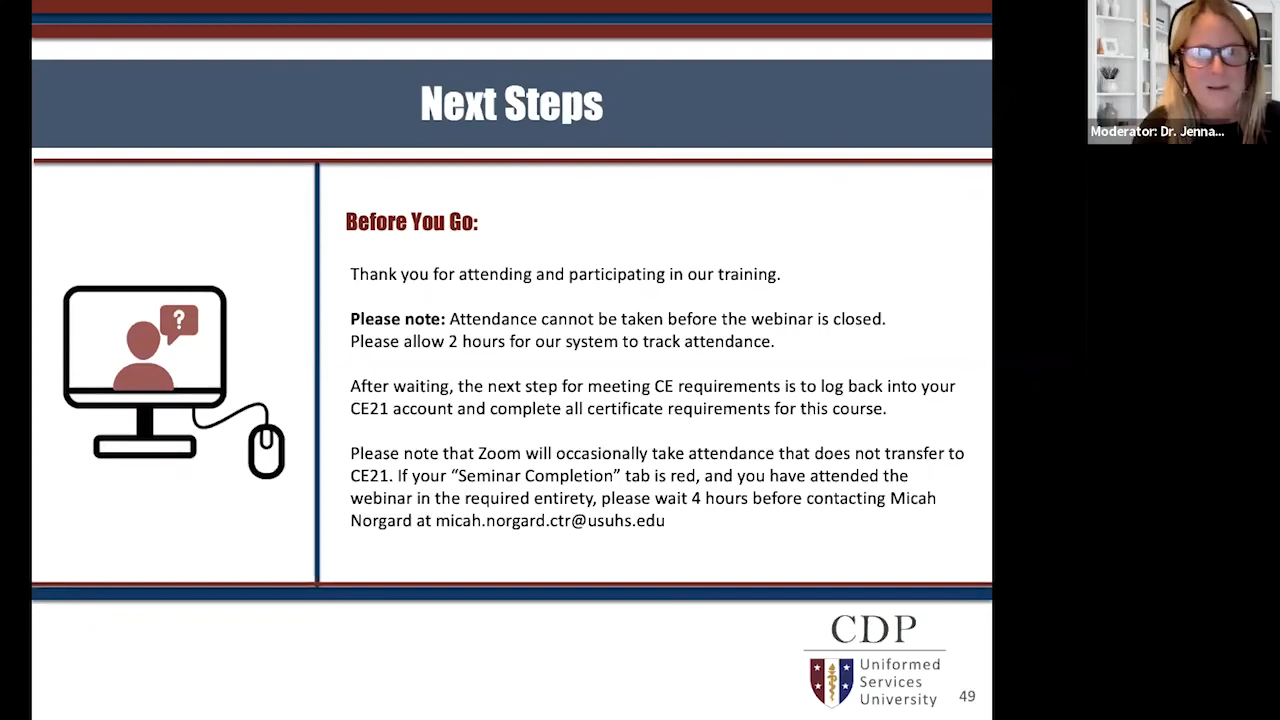 Next Steps
Moderator: Dr. Jenna...
Before You Go:
Thank you for attending and participating in our training.
Please note: Attendance cannot be taken before the webinar is closed.
Please allow 2 hours for our system to track attendance.
After waiting, the next step for meeting CE requirements is to log back into your
CE21 account and complete all certificate requirements for this course.
Please note that Zoom will occasionally take attendance that does not transfer to
CE21. If your “Seminar Completion” tab is red, and you have attended the
webinar in the required entirety, please wait 4 hours before contacting Micah
Norgard at micah.norgard.ctr@usuhs.edu
?
CDP
Uniformed
Services
University
49